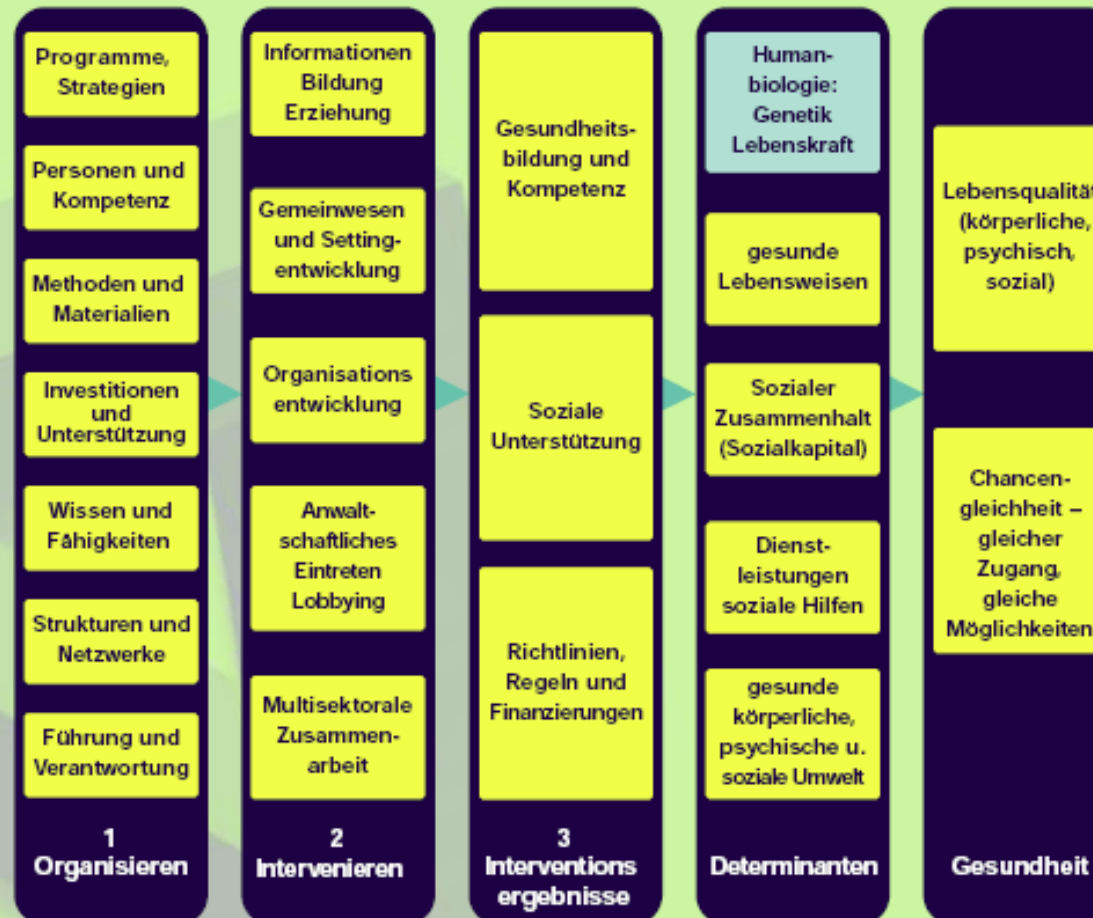 Programme,
Strategien
Personen und
Kompetenz
Methoden und
Materialien
Investitionen
und
Unterstützung
Wissen und
Fähigkeiten
Strukturen und
Netzwerke
Führung und
Verantwortung
1
Organisieren
Informationen
Bildung
Erziehung
Gemeinwesen
und Setting-
entwicklung
Organisations
entwicklung
Anwalt-
schaftliches
Eintreten
Lobbying
Multisektorale
Zusammen-
arbeit
2
Intervenieren
Gesundheits-
bildung und
Kompetenz
Soziale
Unterstützung
Richtlinien,
Regeln und
Finanzierungen
3
Interventions
ergebnisse
Human-
biologie:
Genetik
Lebenskraft
gesunde
Lebensweisen
Sozialer
Zusammenhalt
(Sozialkapital)
Dienst-
leistungen
soziale Hilfen
gesunde
körperliche,
psychische u.
soziale Umwelt
Determinanten
Lebensqualität
(körperliche,
psychisch,
sozial)
Chancen-
gleichheit –
gleicher
Zugang,
gleiche
Möglichkeiten
Gesundheit